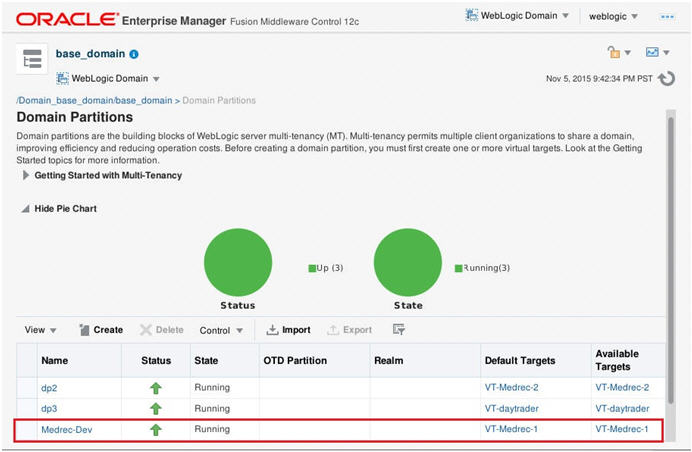 ORACLE Enterprise Manager Fusion Middleware Control 12c WebLogic Domain weblogic
base_domain
WebLogic Domain Nov 5, 2015 9:42:34 PM PST
/Domain_base_domain/base_domain > Domain Partitions
Domain Partitions
Domain partitions are the building blocks of WebLogic server multi-tenancy (MT). Multi-tenancy permits multiple client organizations to share a domain,
improving efficiency and reducing operation costs. Before creating a domain partition, you must first create one or more virtual targets. Look at the Getting
Started topics for more information.
Getting Started with Multi-Tenancy
Hide Pie Chart
Up (3) Running(3)
Status State
View Create Delete Control Import Export
Name Status State OTD Partition Realm Default Targets Available Targets
dp2 Running VT-Medrec-2 VT-Medrec-2
dp3 Running VT-daytrader VT-daytrader
Medrec-Dev Running VT-Medrec-1 VT-Medrec-1